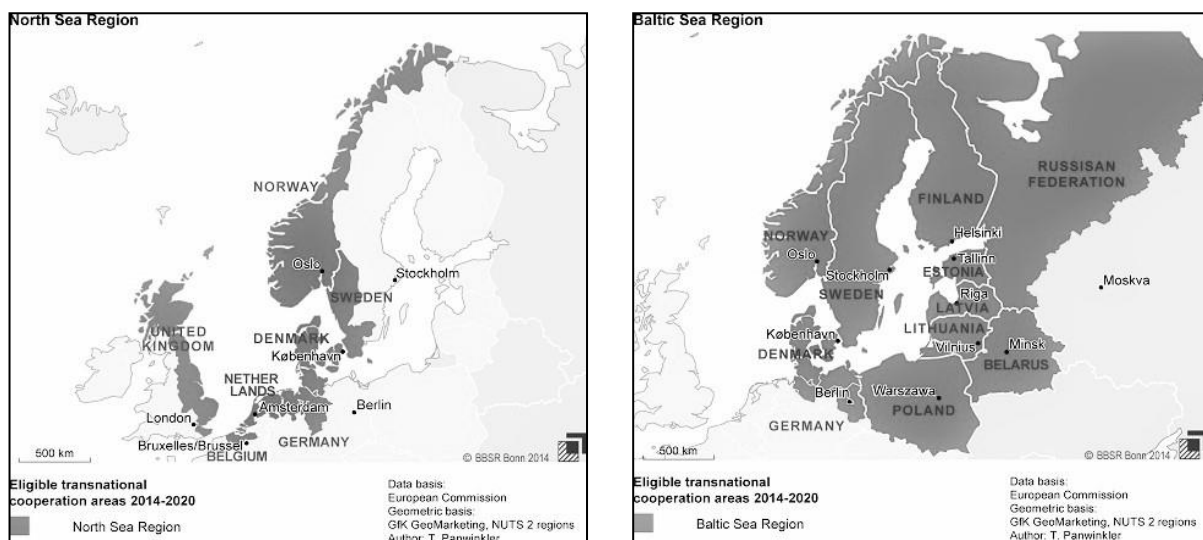 North Sea Region
NORWAY
Oslo
Stockholm
SWEDEN
UNITED
KINGDOM
DENMARK
København
NETHER
LANDS
London
Amsterdam
Berlin
Bruxelles/Brussel
GERMANY
BELGIUM
500 km
© BBSR Bonn 2014
Eligible transnational
cooperation areas 2014-2020
North Sea Region
Data basis:
European Commission
Geometric basis:
GfK GeoMarketing, NUTS 2 regions
Author: T. Panwinkler
Baltic Sea Region
RUSSISAN
FEDERATION
FINLAND
NORWAY
Helsinki
Oslo
Tallinn
Stockholm
ESTONIA
Moskva
SWEDEN
Riga
LATVIA
LITHUANIA
København
Vilnius
Minsk
DENMARK
BELARUS
Berlin
Warszawa
POLAND
GERMANY
500 km
© BBSR Bonn 2014
Eligible transnational
cooperation areas 2014-2020
Baltic Sea Region
Data basis:
European Commission
Geometric basis:
GfK GeoMarketing, NUTS 2 regions
Author: T. Panwinkler